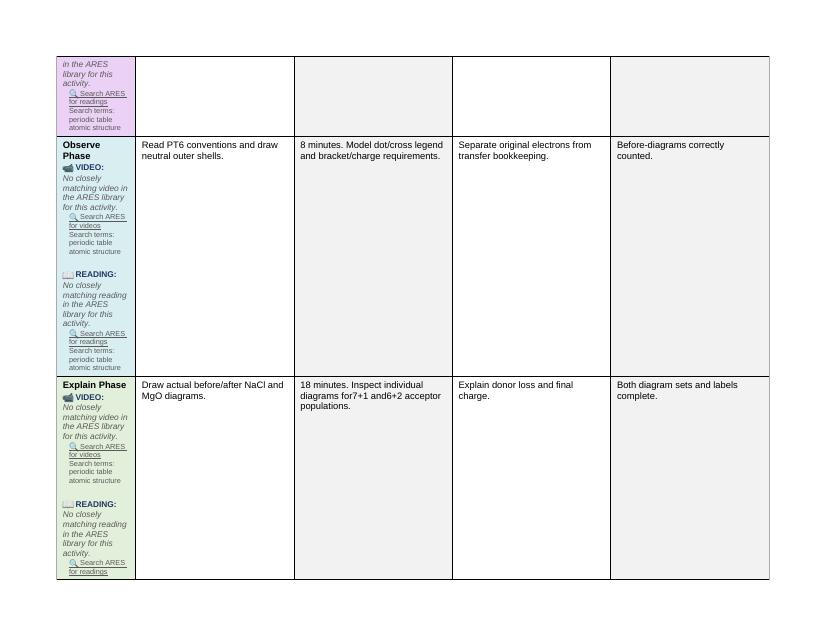 in the ARES
library for this
activity.
🔍 Search ARES
for readings
Search terms:
periodic table
atomic structure
Observe
Phase
📹 VIDEO:
No closely
matching video in
the ARES library
for this activity.
🔍 Search ARES
for videos
Search terms:
periodic table
atomic structure
📖 READING:
No closely
matching reading
in the ARES
library for this
activity.
🔍 Search ARES
for readings
Search terms:
periodic table
atomic structure
Read PT6 conventions and draw
neutral outer shells.
8 minutes. Model dot/cross legend
and bracket/charge requirements.
Separate original electrons from
transfer bookkeeping.
Before-diagrams correctly
counted.
Explain Phase
📹 VIDEO:
No closely
matching video in
the ARES library
for this activity.
🔍 Search ARES
for videos
Search terms:
periodic table
atomic structure
📖 READING:
No closely
matching reading
in the ARES
library for this
activity.
🔍 Search ARES
for readings
Draw actual before/after NaCl and
MgO diagrams.
18 minutes. Inspect individual
diagrams for7+1 and6+2 acceptor
populations.
Explain donor loss and final
charge.
Both diagram sets and labels
complete.